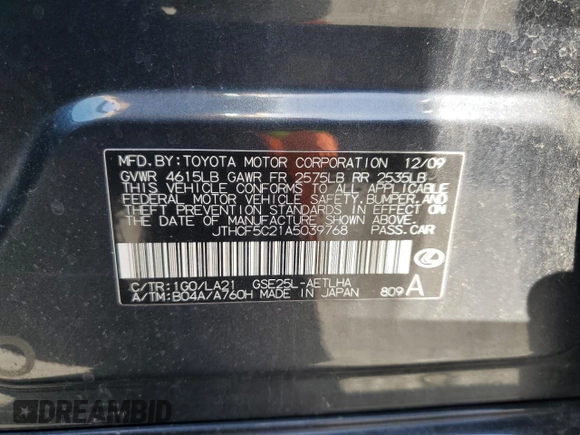 MFD.BY:TOYOTA MOTOR CORPORATION 12/09
GVWR 4615LB GAWR FR 2575LB RR 2535LB
THIS VEHICLE CONFORMS TO ALL APPLICABLE
FEDERAL MOTOR VEHICLE SAFETY,BUMPER,AND
THEFT PREVENTION STANDARDS IN EFFECT ON
THE DATE OF MANUFACTURE SHOWN ABOVE.
JTHCF5C21A5039768 PASS.CAR
C/TR:1G0/LA21 GSE25L-AETLHA
A/TM:B04A/A760H MADE IN JAPAN 809 A
DREAMBID